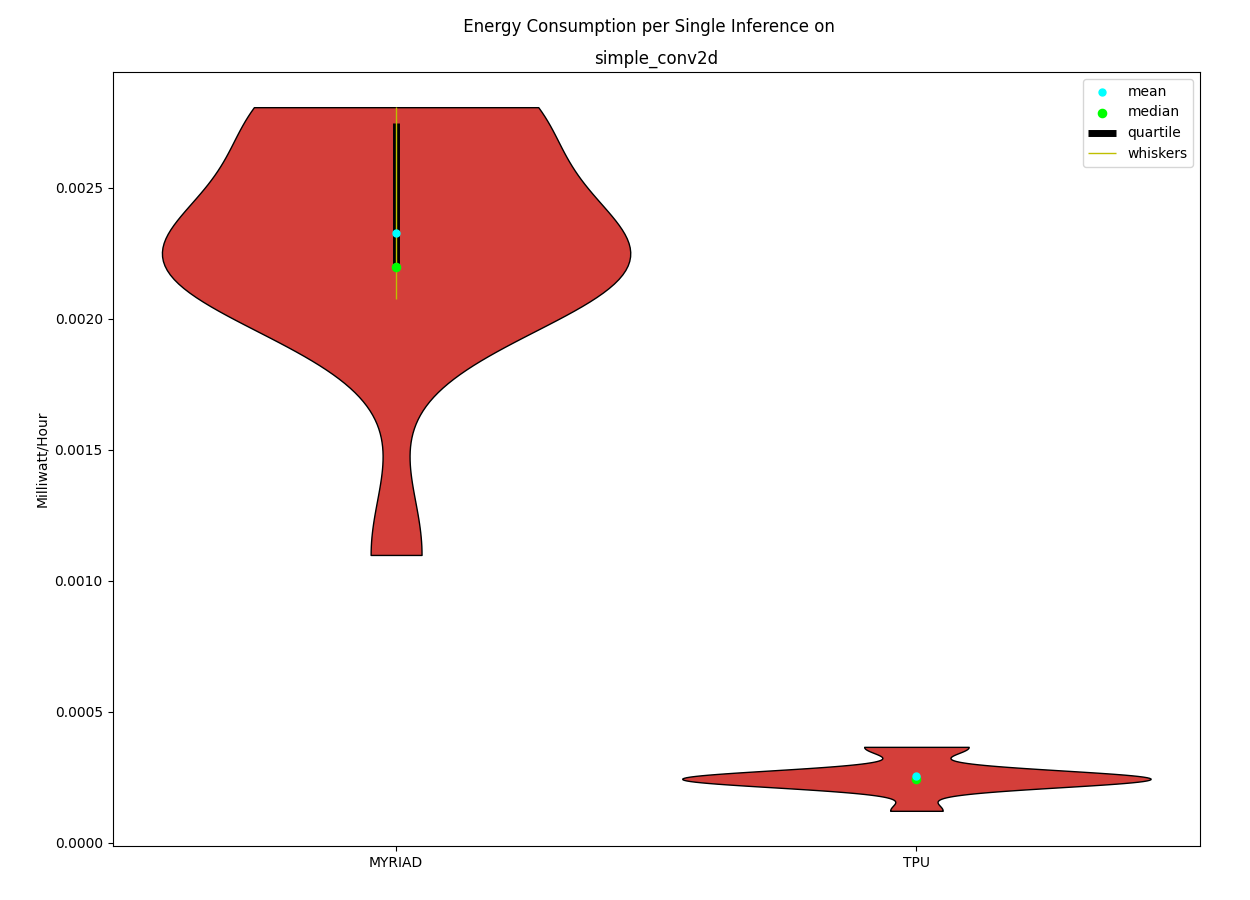 Energy Consumption per Single Inference on
simple_conv2d
mean
median
quartile
whiskers
Milliwatt/Hour
0.0025
0.0020
0.0015
0.0010
0.0005
0.0000
MYRIAD
TPU